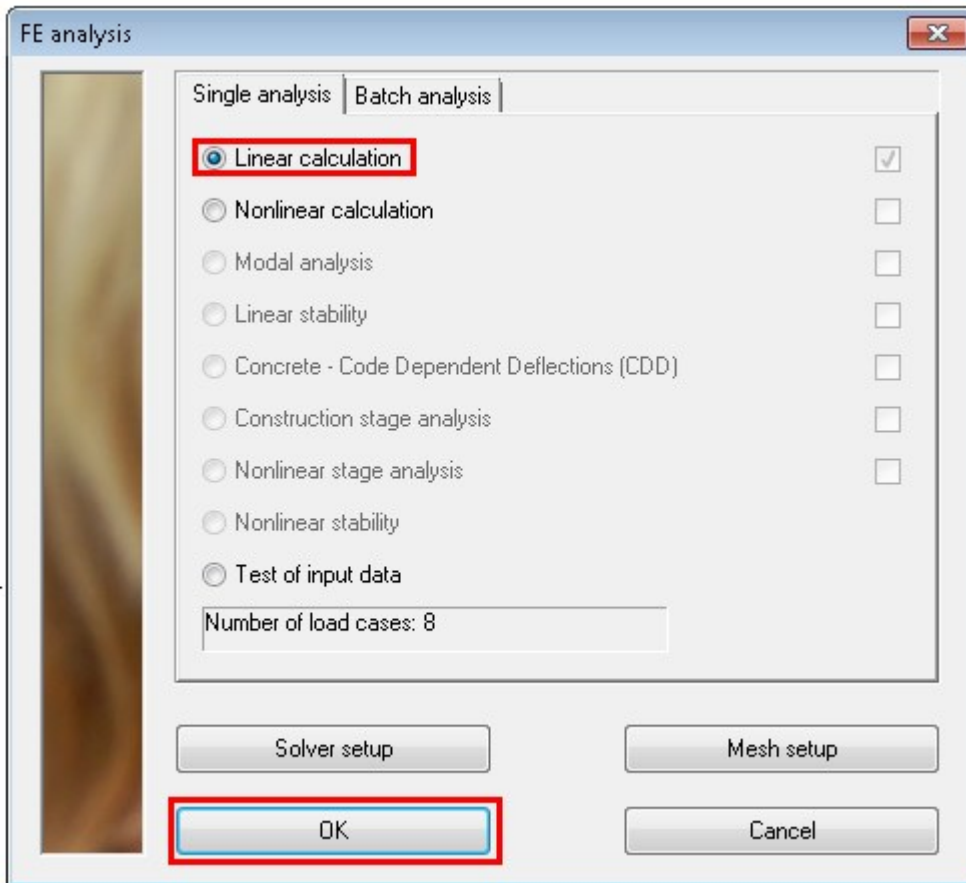 FE analysis
Single analysis
Batch analysis
Linear calculation
Nonlinear calculation
Modal analysis
Linear stability
Concrete - Code Dependent Deflections (CDD)
Construction stage analysis
Nonlinear stage analysis
Nonlinear stability
Test of input data
Number of load cases: 8
Solver setup
Mesh setup
OK
Cancel